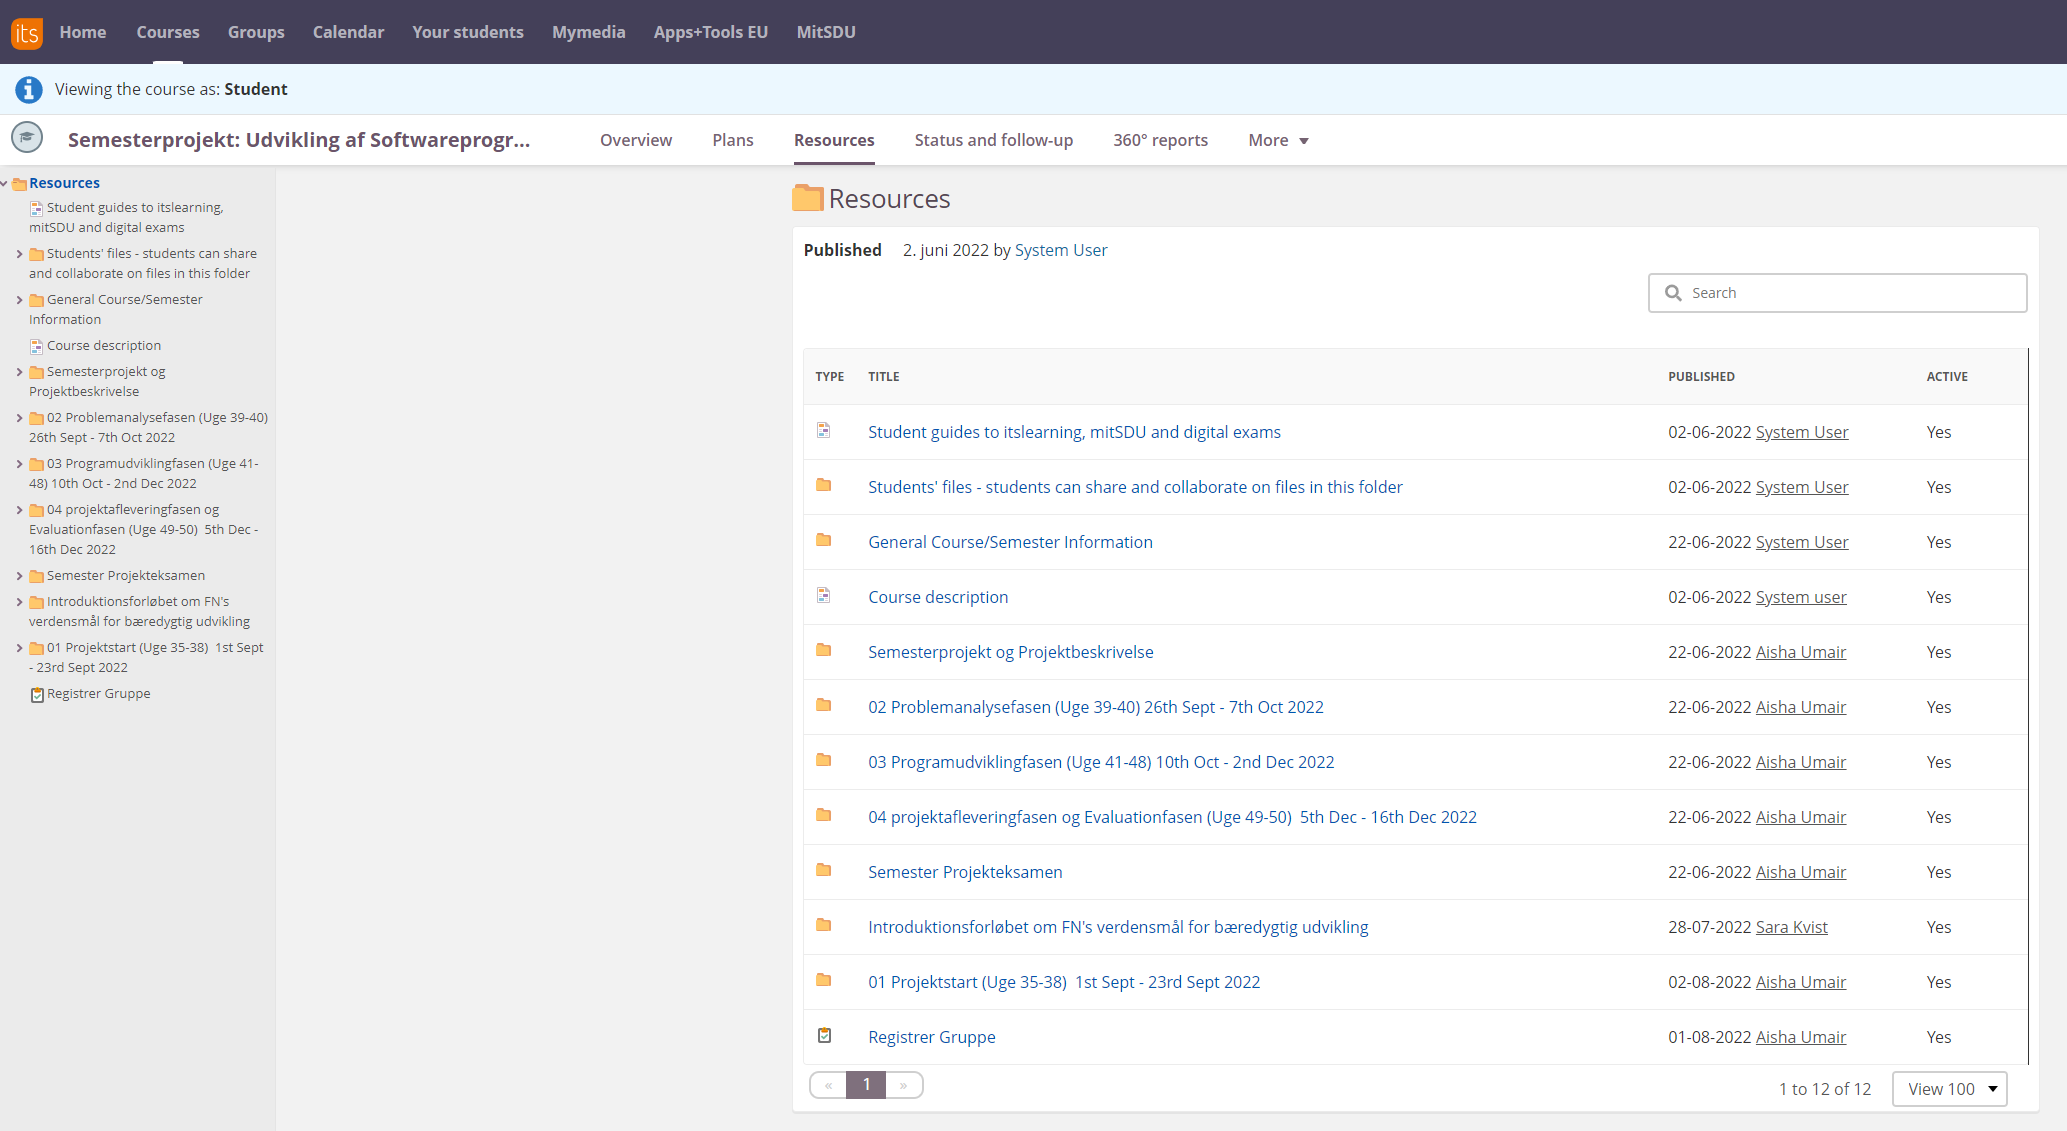 its Home Courses Groups Calendar Your students Mymedia Apps+Tools EU MitSDU
Viewing the course as: Student
Semesterprojekt: Udvikling af Softwareprogr... Overview Plans Resources Status and follow-up 360° reports More
Resources
Student guides to itslearning,
mitSDU and digital exams
Students' files - students can share
and collaborate on files in this folder
General Course/Semester
Information
Course description
Semesterprojekt og
Projektbeskrivelse
02 Problemanalysefasen (Uge 39-40)
26th Sept - 7th Oct 2022
03 Programudviklingfasen (Uge 41-
48) 10th Oct - 2nd Dec 2022
04 projektafleveringfasen og
Evaluationfasen (Uge 49-50) 5th Dec -
16th Dec 2022
Semester Projekteksamen
Introduktionsforløbet om FN's
verdensmål for bæredygtig udvikling
01 Projektstart (Uge 35-38) 1st Sept
- 23rd Sept 2022
Registrer Gruppe
Resources
Published 2. juni 2022 by System User
Search
TYPE TITLE PUBLISHED ACTIVE
Student guides to itslearning, mitSDU and digital exams 02-06-2022 System User Yes
Students' files - students can share and collaborate on files in this folder 02-06-2022 System User Yes
General Course/Semester Information 22-06-2022 System User Yes
Course description 02-06-2022 System user Yes
Semesterprojekt og Projektbeskrivelse 22-06-2022 Aisha Umair Yes
02 Problemanalysefasen (Uge 39-40) 26th Sept - 7th Oct 2022 22-06-2022 Aisha Umair Yes
03 Programudviklingfasen (Uge 41-48) 10th Oct - 2nd Dec 2022 22-06-2022 Aisha Umair Yes
04 projektafleveringfasen og Evaluationfasen (Uge 49-50) 5th Dec - 16th Dec 2022 22-06-2022 Aisha Umair Yes
Semester Projekteksamen 22-06-2022 Aisha Umair Yes
Introduktionsforløbet om FN's verdensmål for bæredygtig udvikling 28-07-2022 Sara Kvist Yes
01 Projektstart (Uge 35-38) 1st Sept - 23rd Sept 2022 02-08-2022 Aisha Umair Yes
Registrer Gruppe 01-08-2022 Aisha Umair Yes
« 1 » 1 to 12 of 12 View 100